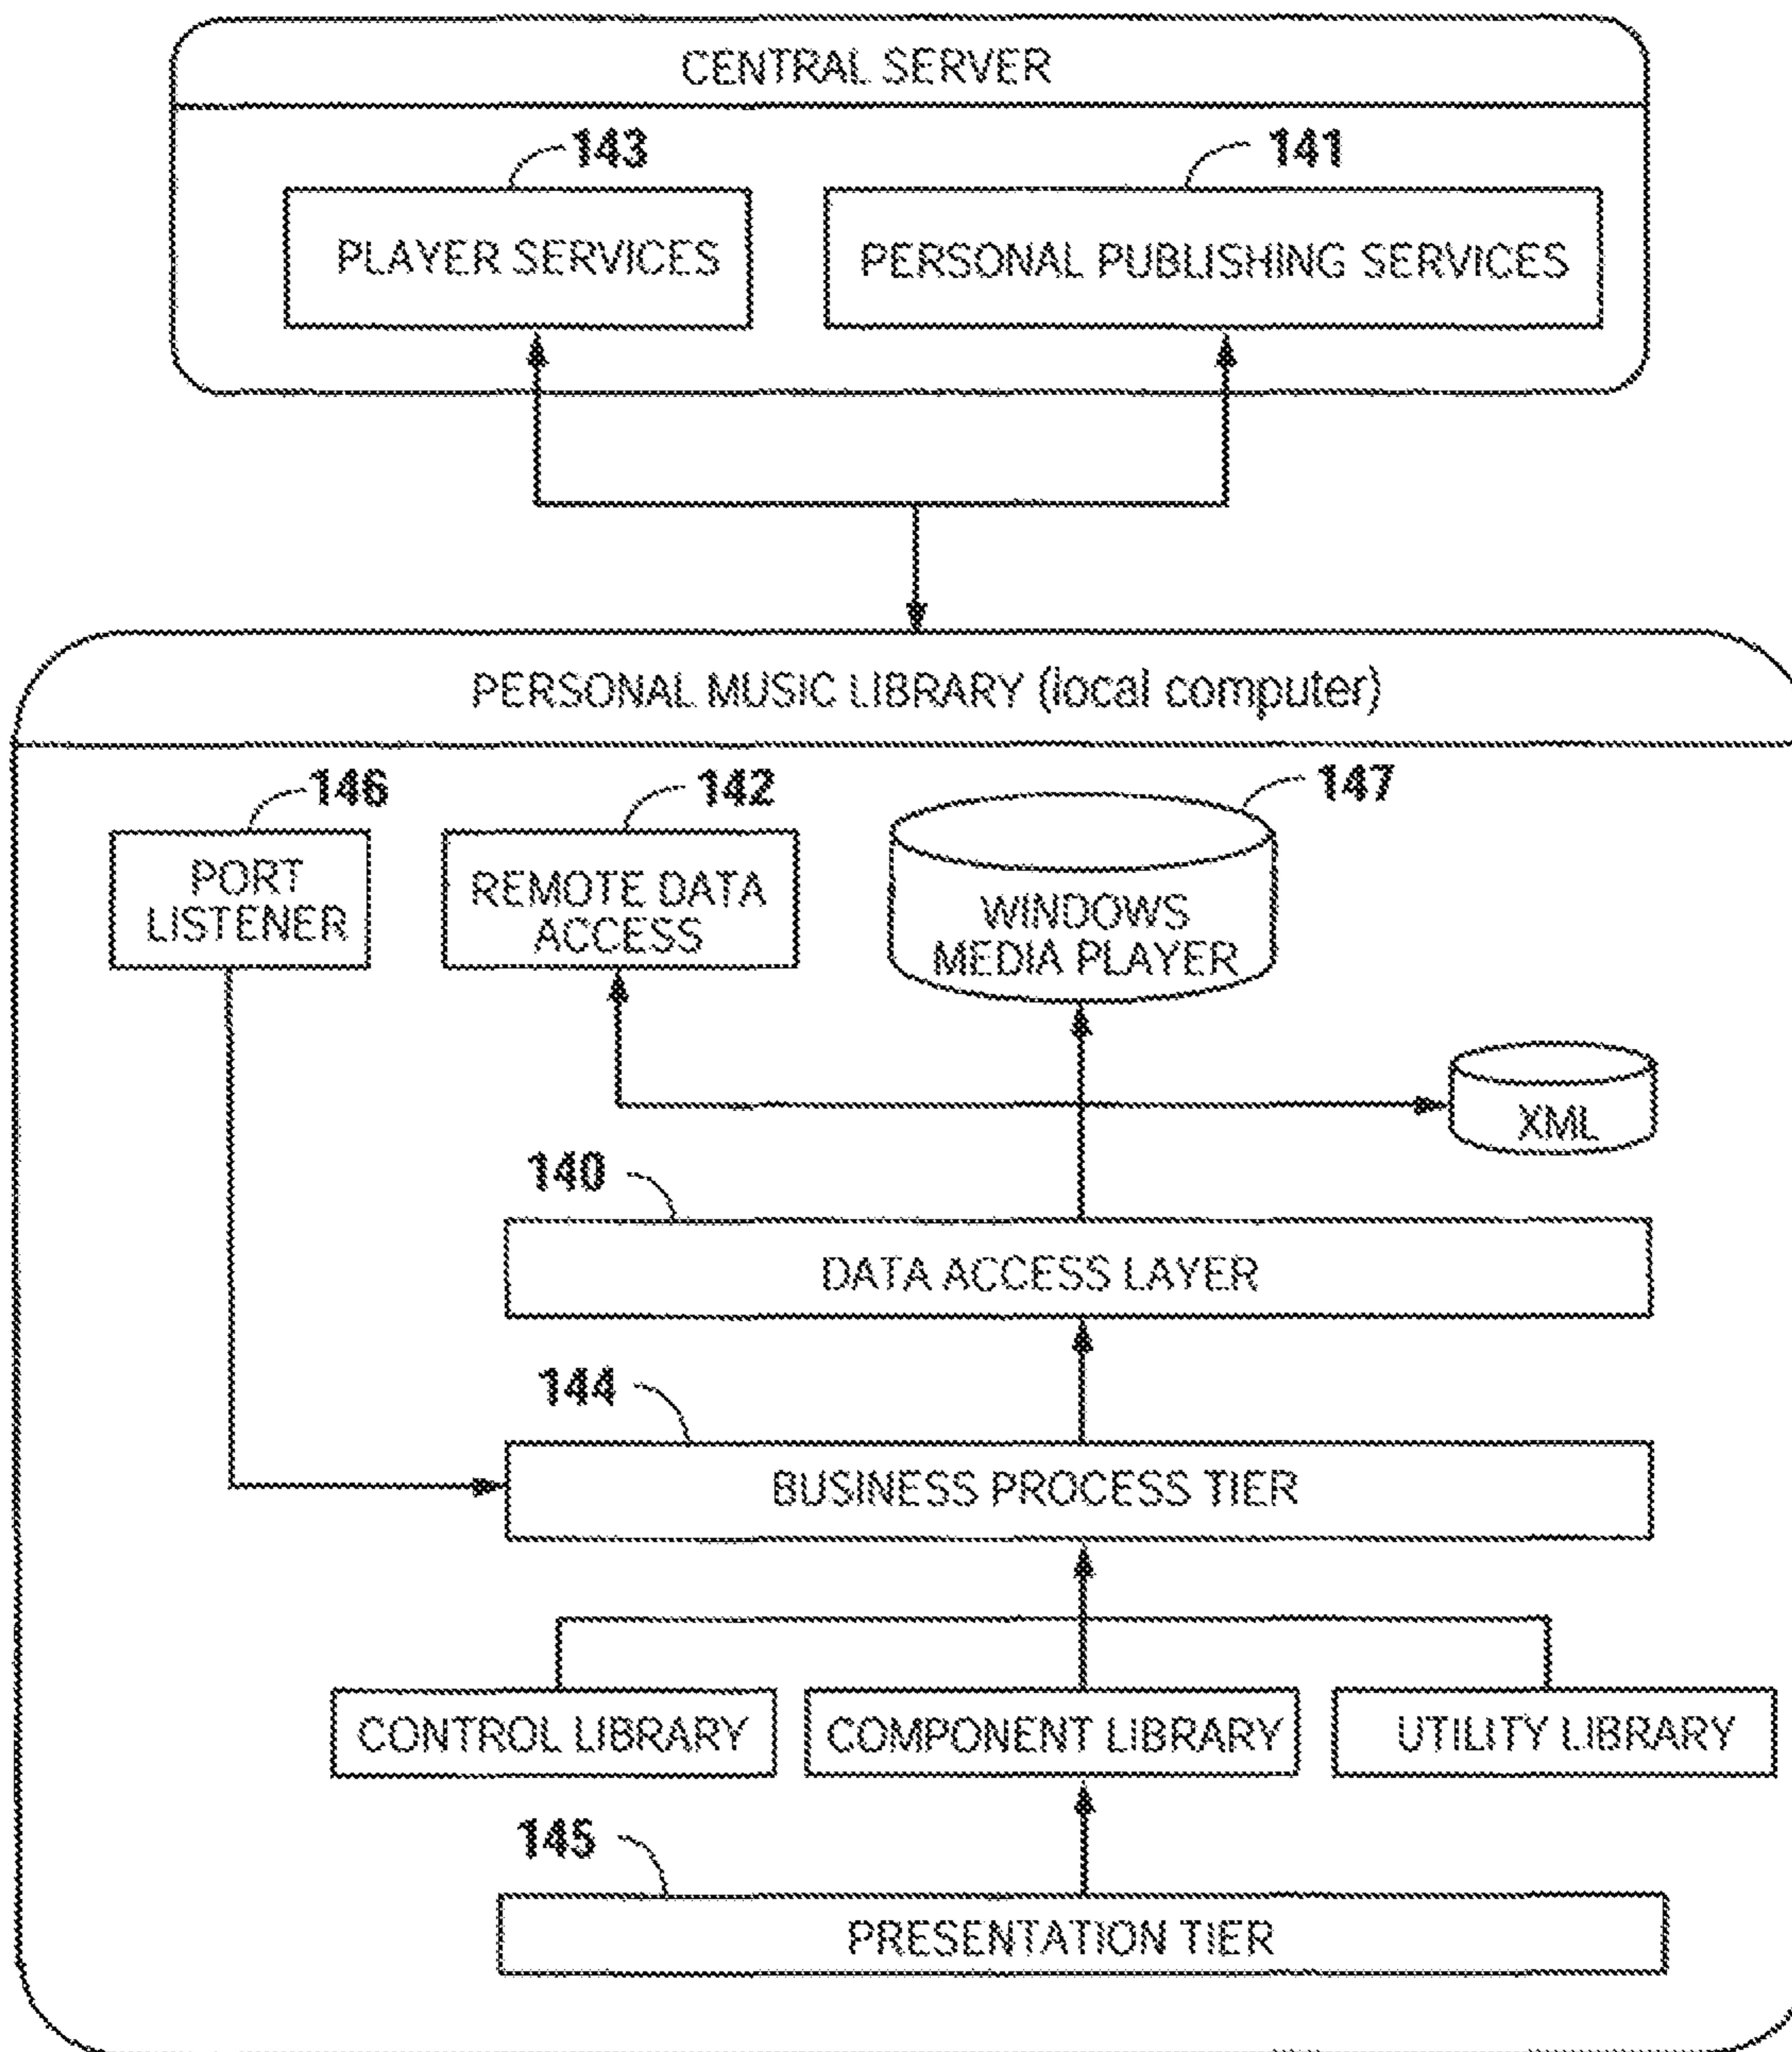 CENTRAL SERVER
143
141
PLAYER SERVICES
PERSONAL PUBLISHING SERVICES
PERSONAL MUSIC LIBRARY (local computer)
146
142
147
PORT
LISTENER
REMOTE DATA
ACCESS
WINDOWS
MEDIA PLAYER
XML
140
DATA ACCESS LAYER
144
BUSINESS PROCESS TIER
CONTROL LIBRARY
COMPONENT LIBRARY
UTILITY LIBRARY
145
PRESENTATION TIER